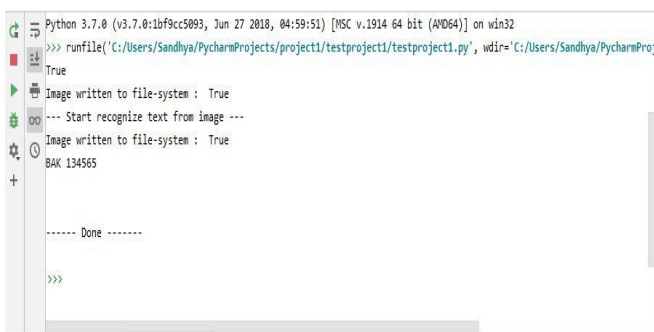 Python 3.7.0 (v3.7.0:1bf9cc5093, Jun 27 2018, 04:59:51) [MSC v.1914 64 bit (AMD64)] on win32
>>> runfile('C:/Users/Sandhya/PycharmProjects/project1/testproject1/testproject1.py', wdir='C:/Users/Sandhya/PycharmPro
True
Image written to file-system :  True
--- Start recognize text from image ---
Image written to file-system :  True
BAK 134565
------ Done -------
>>>